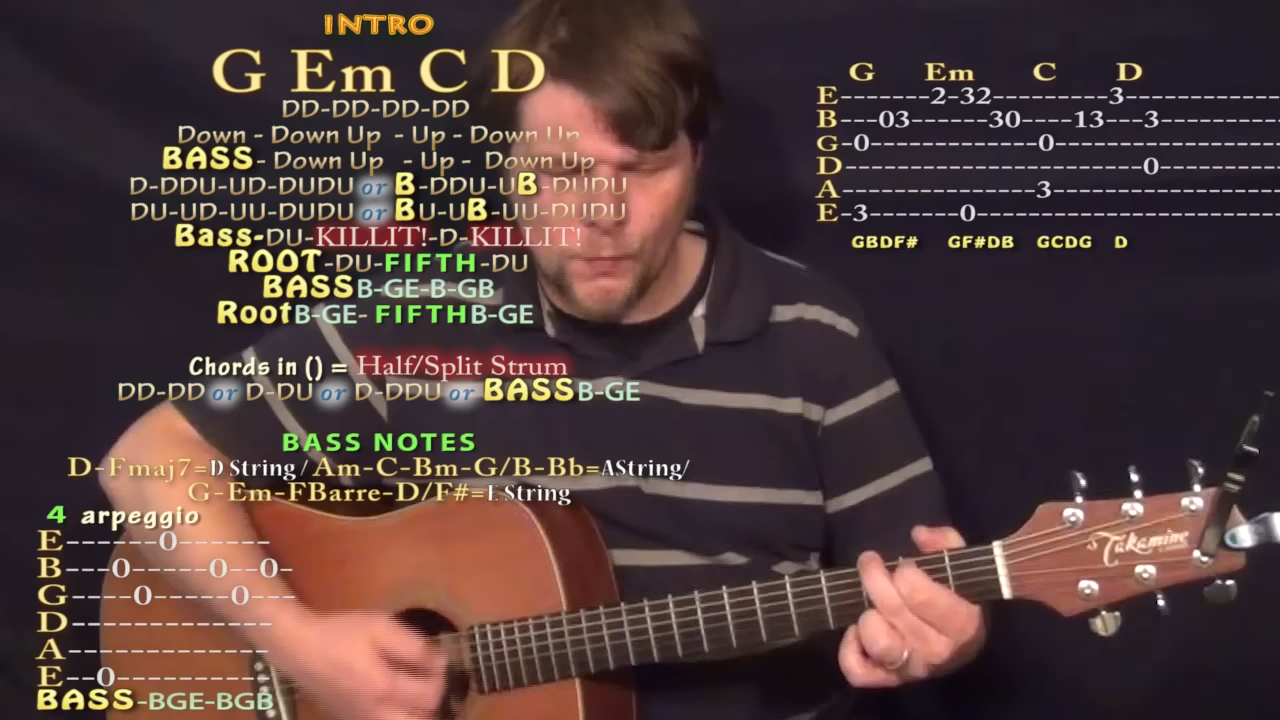 INTRO
G Em C D
DD-DD-DD-DD
Down - Down Up - Up - Down Up
BASS - Down Up - Up - Down Up
D-DDU-UD-DUDU or B-DDU-UB-DUDU
DU-UD-UU-DUDU or BU-UB-UU-DUDU
Bass-DU-KILLIT!-D-KILLIT!
ROOT-DU-FIFTH-DU
BASSB-GE-B-GB
RootB-GE- FIFTHB-GE
Chords in () = Half/Split Strum
DD-DD or D-DU or D-DDU or BASSB-GE
BASS NOTES
D-Fmaj7=D String / Am-C-Bm-G/B-Bb=AString/
G-Em-FBarre-D/F#=E String
4 arpeggio
E------0------
B---0-----0--0-
G----0-----0---
D-------------
A-------------
E--0----------
BASS-BGE-BGB
G Em C D
E-------2-32----------3-------------
B---03------30----13---3----------
G-0---------------0-----------------
D-----------------------0-----------
A----------------3------------------
E-3--------0------------------------
GBDF# GF#DB GCDG D
Takamine